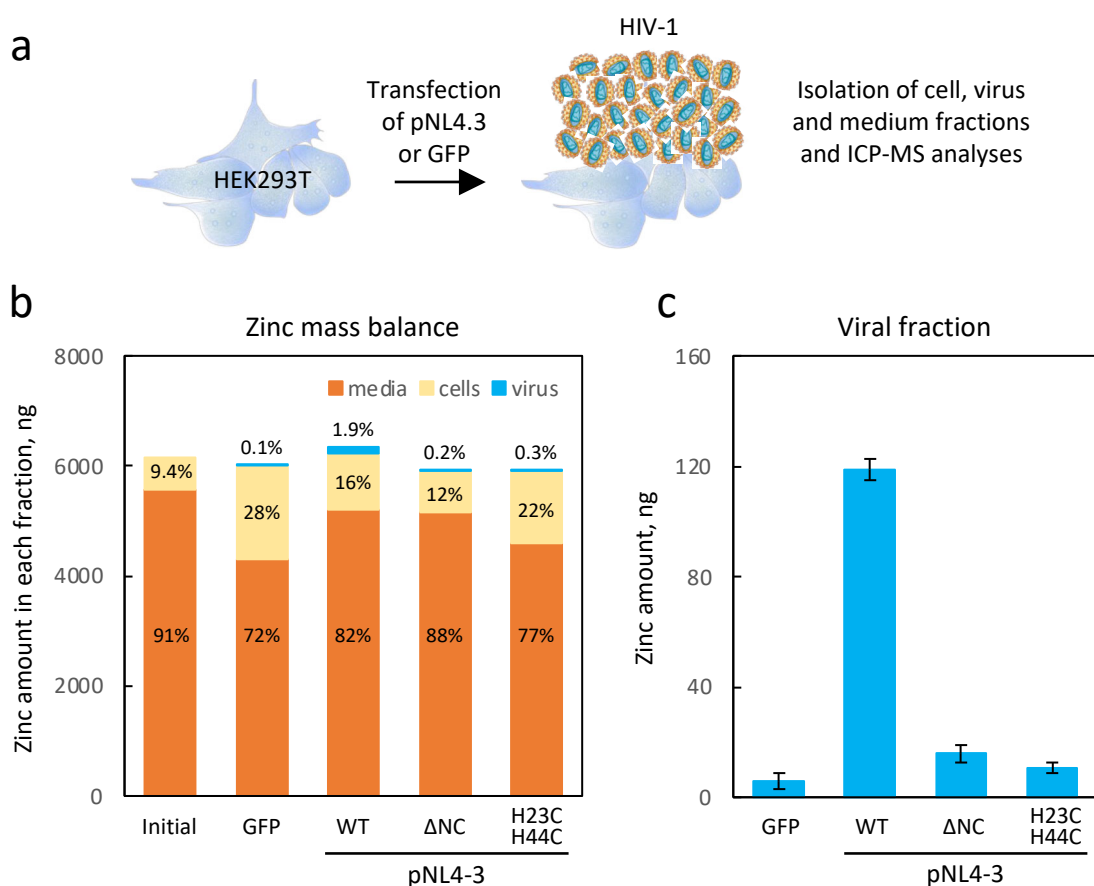 a
HIV-1
Transfection
of pNL4.3
or GFP
HEK293T
Isolation of cell, virus
and medium fractions
and ICP-MS analyses
b
Zinc mass balance
Zinc amount in each fraction, ng
8000
6000
4000
2000
0
media cells virus
9.4%
91%
0.1%
28%
72%
1.9%
16%
82%
0.2%
12%
88%
0.3%
22%
77%
Initial GFP WT ΔNC H23C
H44C
pNL4-3
c
Viral fraction
Zinc amount, ng
160
120
80
40
0
GFP WT ΔNC H23C
H44C
pNL4-3